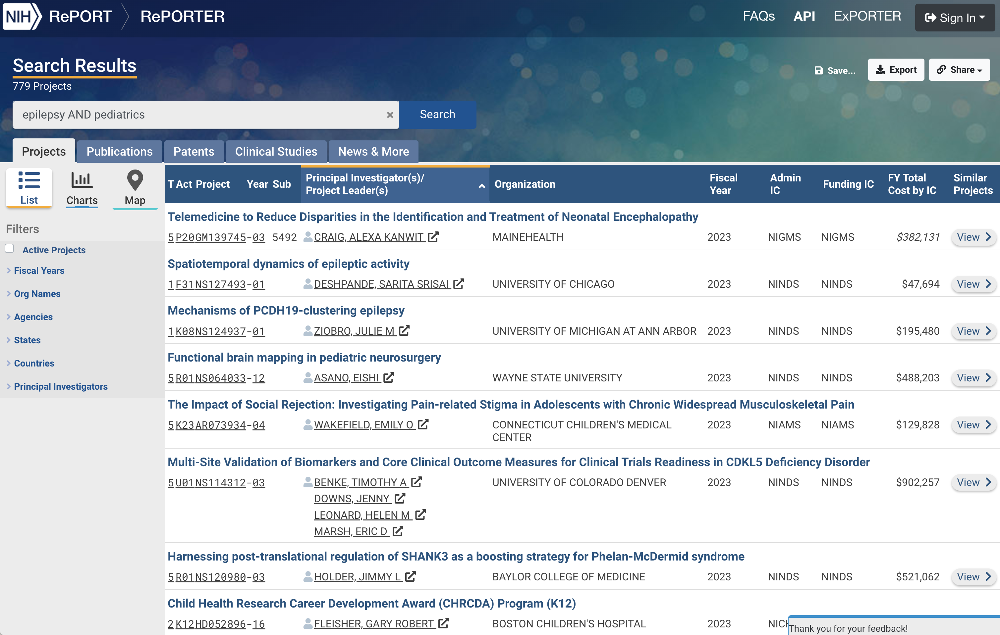 NIH RePORT RePORTER FAQs API ExPORTER Sign In
Search Results
Save... Export Share
779 Projects
epilepsy AND pediatrics × Search
Projects Publications Patents Clinical Studies News & More
List Charts Map
Filters
Active Projects
Fiscal Years
Org Names
Agencies
States
Countries
Principal Investigators
T Act Project Year Sub Principal Investigator(s)/ Project Leader(s) Organization Fiscal Year Admin IC Funding IC FY Total Cost by IC Similar Projects
Telemedicine to Reduce Disparities in the Identification and Treatment of Neonatal Encephalopathy
5 P20GM139745-03 5492 CRAIG, ALEXA KANWIT MAINEHEALTH 2023 NIGMS NIGMS $382,131 View
Spatiotemporal dynamics of epileptic activity
1 F31NS127493-01 DESHPANDE, SARITA SRISAI UNIVERSITY OF CHICAGO 2023 NINDS NINDS $47,694 View
Mechanisms of PCDH19-clustering epilepsy
1 K08NS124937-01 ZIOBRO, JULIE M UNIVERSITY OF MICHIGAN AT ANN ARBOR 2023 NINDS NINDS $195,480 View
Functional brain mapping in pediatric neurosurgery
5 R01NS064033-12 ASANO, EISHI WAYNE STATE UNIVERSITY 2023 NINDS NINDS $488,203 View
The Impact of Social Rejection: Investigating Pain-related Stigma in Adolescents with Chronic Widespread Musculoskeletal Pain
5 K23AR073934-04 WAKEFIELD, EMILY O CONNECTICUT CHILDREN'S MEDICAL CENTER 2023 NIAMS NIAMS $129,828 View
Multi-Site Validation of Biomarkers and Core Clinical Outcome Measures for Clinical Trials Readiness in CDKL5 Deficiency Disorder
5 U01NS114312-03 BENKE, TIMOTHY A UNIVERSITY OF COLORADO DENVER 2023 NINDS NINDS $902,257 View
DOWNS, JENNY
LEONARD, HELEN M
MARSH, ERIC D
Harnessing post-translational regulation of SHANK3 as a boosting strategy for Phelan-McDermid syndrome
5 R01NS120980-03 HOLDER, JIMMY L BAYLOR COLLEGE OF MEDICINE 2023 NINDS NINDS $521,062 View
Child Health Research Career Development Award (CHRCDA) Program (K12)
2 K12HD052896-16 FLEISHER, GARY ROBERT BOSTON CHILDREN'S HOSPITAL 2023
Thank you for your feedback!